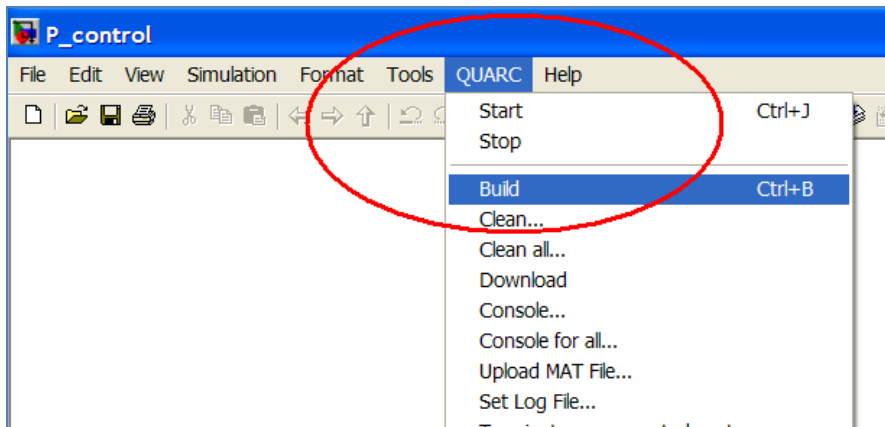 P_control
File Edit View Simulation Format Tools QUARC Help
Start Ctrl+J
Stop
Build Ctrl+B
Clean...
Clean all...
Download
Console...
Console for all...
Upload MAT File...
Set Log File...